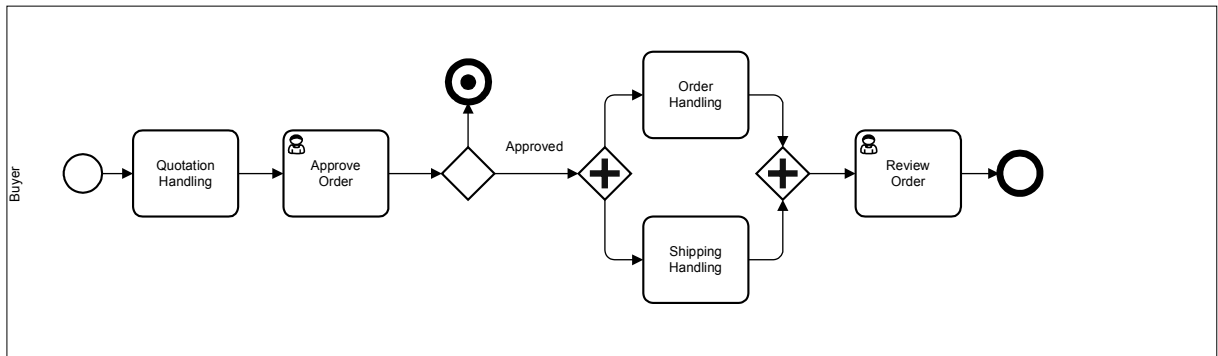 Buyer
Quotation
Handling
Approve
Order
Approved
Order
Handling
Shipping
Handling
Review
Order